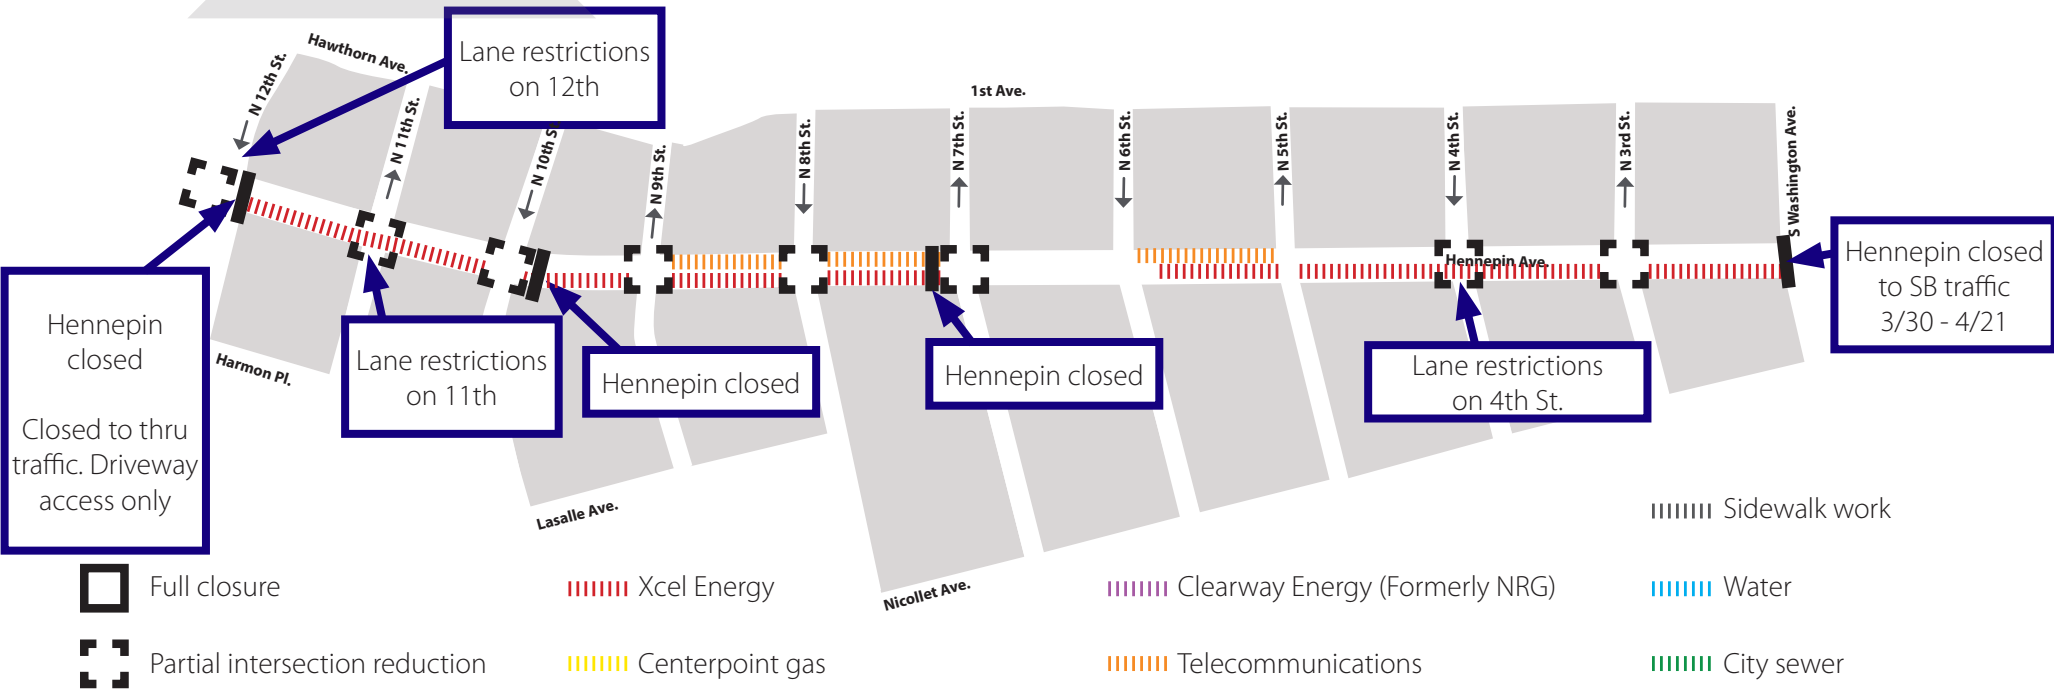 Lane restrictions
on 12th
Hawthorn Ave.
N 12th St.
N 11th St.
N 10th S
N 9th St.
N 8th St.
1st Ave.
N 7th St.
N 6th St.
N 5th St.
N 4th St.
N 3rd St.
S Washington Ave.
Hennepin Ave.
Hennepin closed
to SB traffic
3/30 - 4/21
Hennepin
closed
Closed to thru
traffic. Driveway
access only
Harmon Pl.
Lane restrictions
on 11th
Hennepin closed
Hennepin closed
Lane restrictions
on 4th St.
Lasalle Ave.
Nicollet Ave.
Sidewalk work
Full closure
Xcel Energy
Clearway Energy (Formerly NRG)
Water
Partial intersection reduction
Centerpoint gas
Telecommunications
City sewer